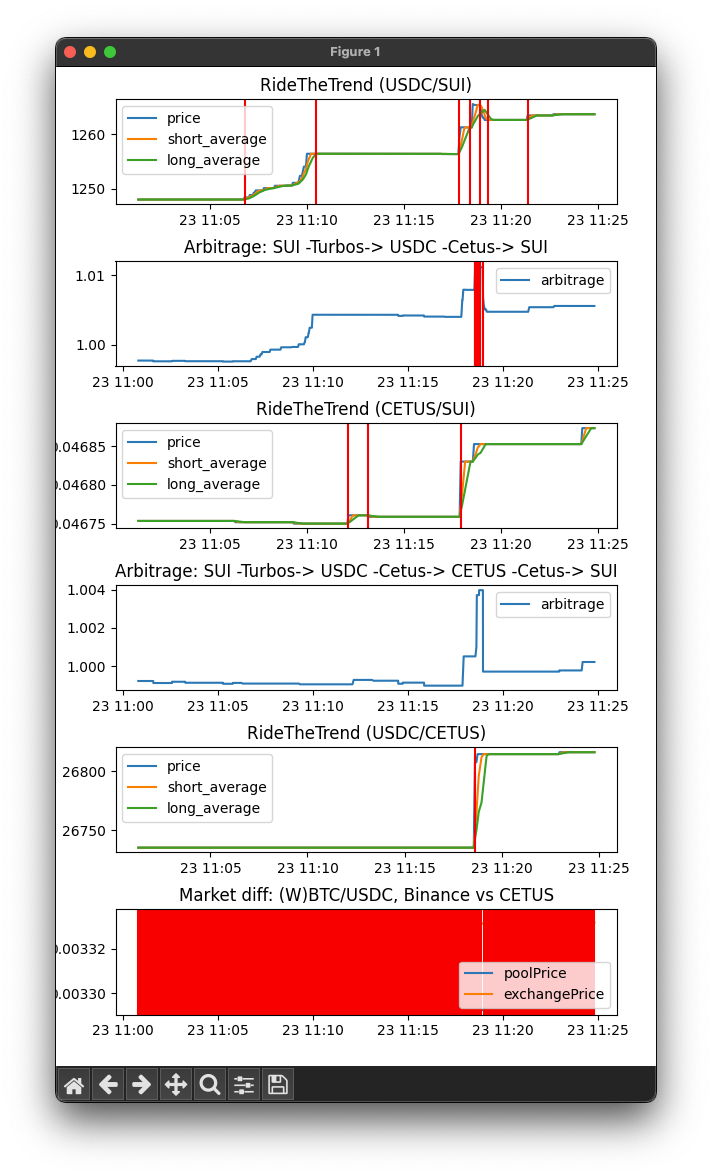 Figure 1
RideTheTrend (USDC/SUI)
price
short_average
long_average
1260
1250
23 11:05 23 11:10 23 11:15 23 11:20 23 11:25
Arbitrage: SUI -Turbos-> USDC -Cetus-> SUI
arbitrage
1.01
1.00
23 11:00 23 11:05 23 11:10 23 11:15 23 11:20 23 11:25
RideTheTrend (CETUS/SUI)
price
short_average
long_average
0.04685
0.04680
0.04675
23 11:05 23 11:10 23 11:15 23 11:20 23 11:25
Arbitrage: SUI -Turbos-> USDC -Cetus-> CETUS -Cetus-> SUI
arbitrage
1.004
1.002
1.000
23 11:00 23 11:05 23 11:10 23 11:15 23 11:20 23 11:25
RideTheTrend (USDC/CETUS)
price
short_average
long_average
26800
26750
23 11:05 23 11:10 23 11:15 23 11:20 23 11:25
Market diff: (W)BTC/USDC, Binance vs CETUS
0.00332
0.00330
poolPrice
exchangePrice
23 11:00 23 11:05 23 11:10 23 11:15 23 11:20 23 11:25